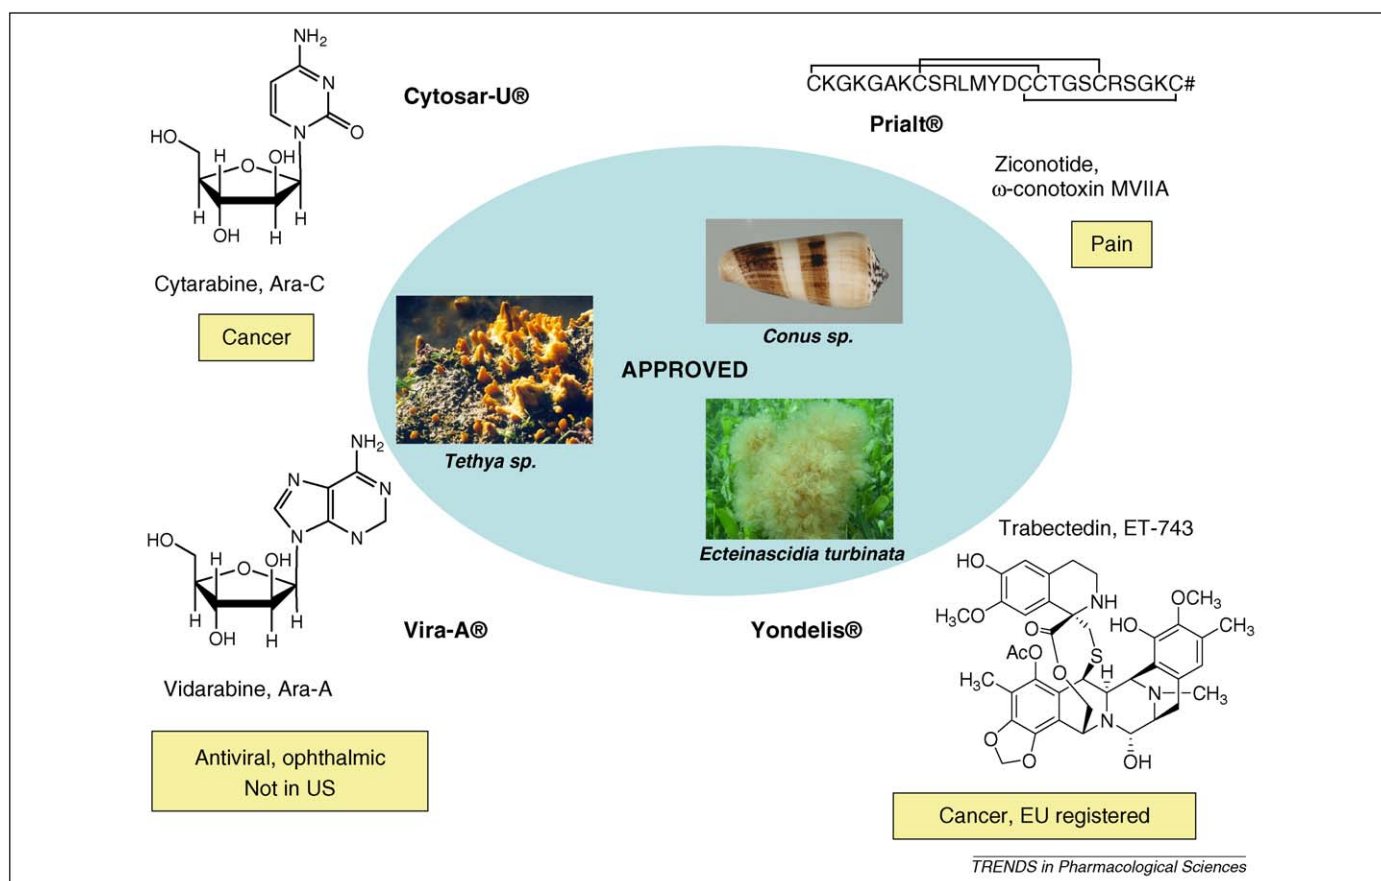 NH₂
N
N
O
HO
H
O
OH
H
H
OH
H
Cytosar-U®
Cytarabine, Ara-C
Cancer
CKGKGAKCSRLMYDCCTGSCRSGKC#
Prialt®
Ziconotide,
ω-conotoxin MVIIA
Pain
Conus sp.
APPROVED
Tethya sp.
Ecteinascidia turbinata
NH₂
N
N
N
N
HO
H
O
OH
H
H
OH
H
Vira-A®
Vidarabine, Ara-A
Antiviral, ophthalmic
Not in US
Yondelis®
Trabectedin, ET-743
HO
H₃CO
NH
O
OCH₃
HO
CH₃
AcO
S
H
O
H₃C
N
CH₃
N
O
O
OH
Cancer, EU registered
TRENDS in Pharmacological Sciences